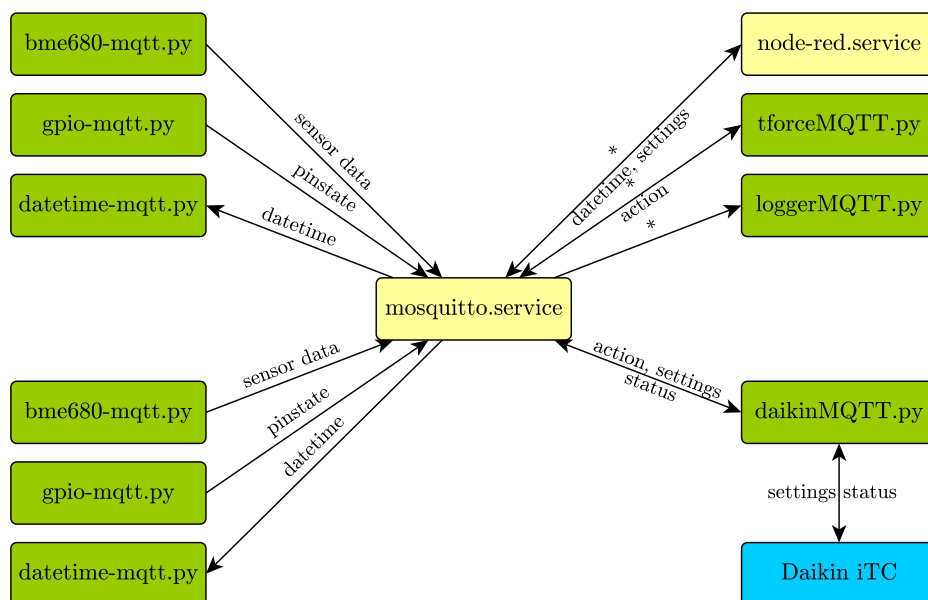 bme680-mqtt.py
node-red.service
sensor data
*
datetime, settings
gpio-mqtt.py
tforceMQTT.py
pinstate
*
action
datetime-mqtt.py
loggerMQTT.py
datetime
*
mosquitto.service
sensor data
action, settings
status
bme680-mqtt.py
daikinMQTT.py
pinstate
datetime
gpio-mqtt.py
settings status
datetime-mqtt.py
Daikin iTC